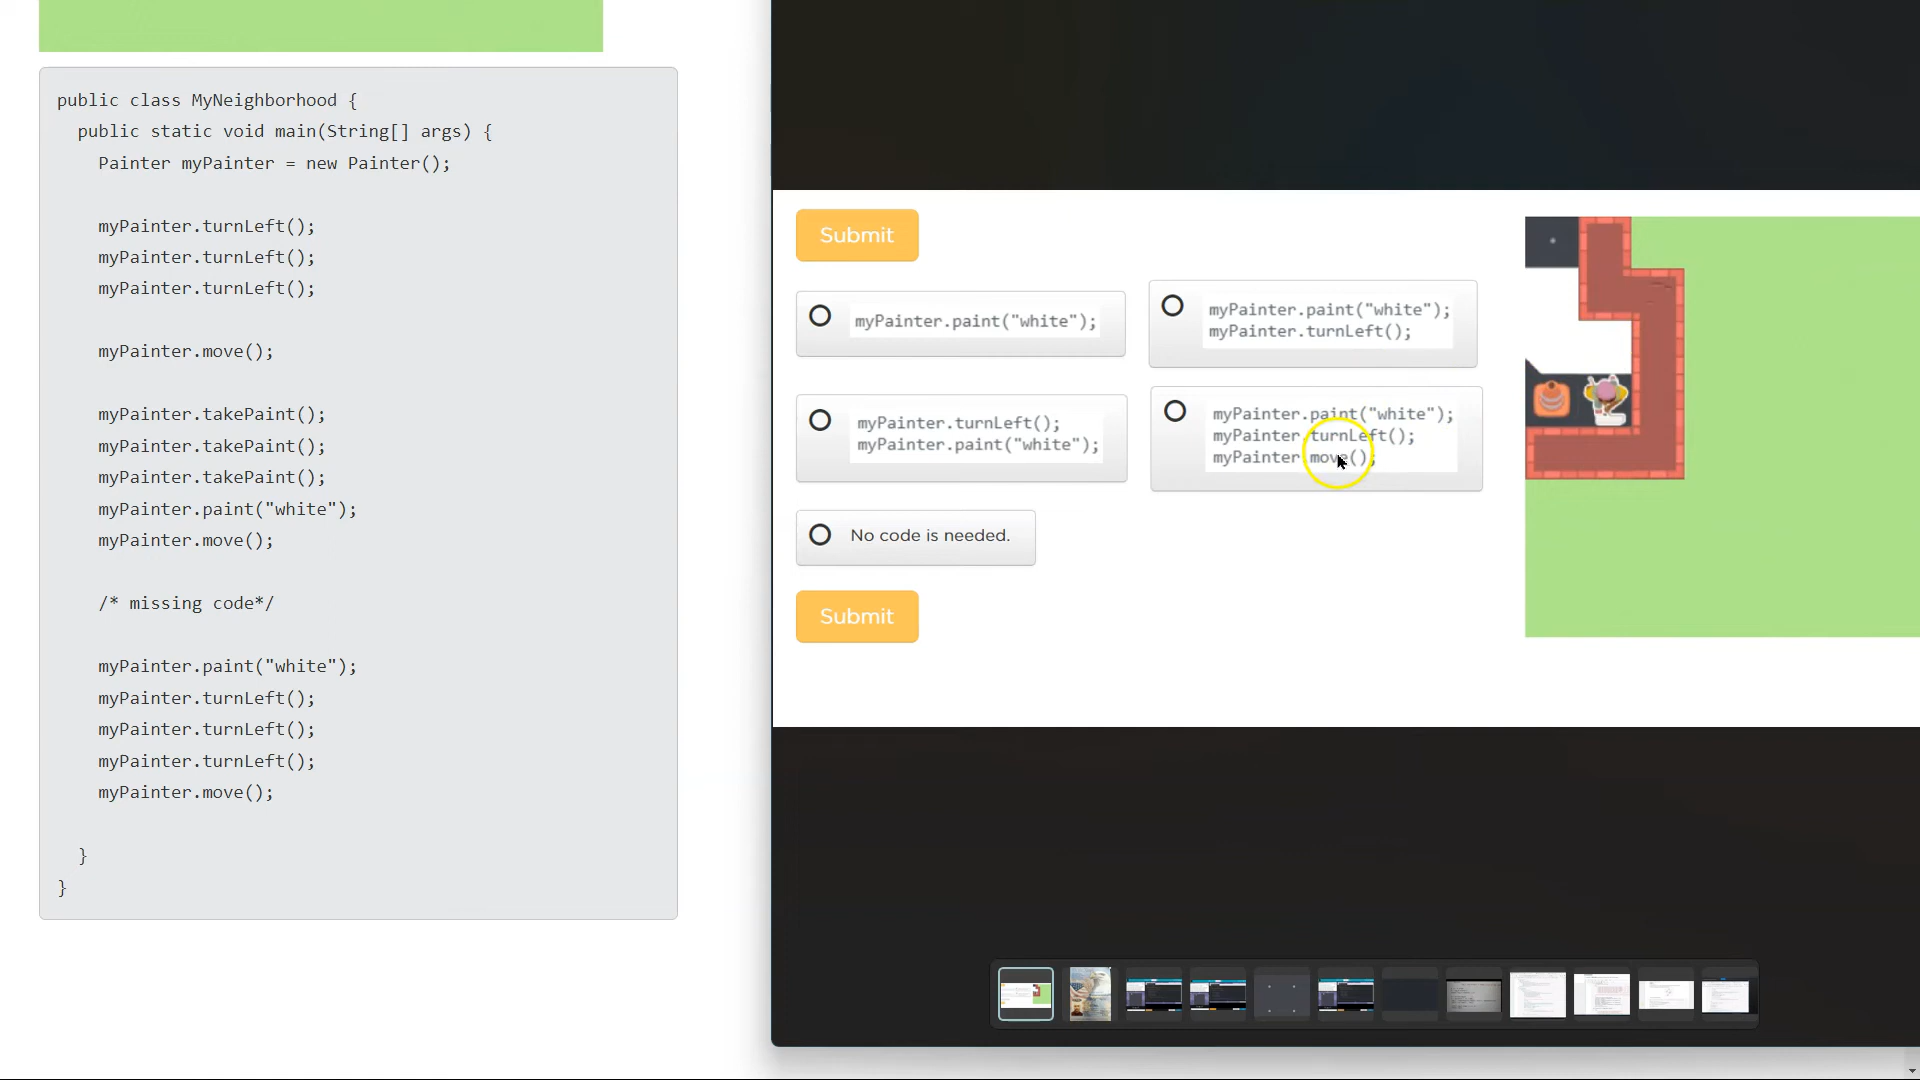 public class MyNeighborhood {
public static void main(String[] args) {
Painter myPainter = new Painter();
myPainter.turnLeft();
myPainter.turnLeft();
myPainter.turnLeft();
myPainter.move();
myPainter.takePaint();
myPainter.takePaint();
myPainter.takePaint();
myPainter.paint("white");
myPainter.move();
/* missing code*/
myPainter.paint("white");
myPainter.turnLeft();
myPainter.turnLeft();
myPainter.turnLeft();
myPainter.move();
}
}
Submit
myPainter.paint("white");
myPainter.paint("white");
myPainter.turnLeft();
myPainter.turnLeft();
myPainter.paint("white");
myPainter.paint("white");
myPainter.turnLeft();
myPainter.move();
No code is needed.
Submit